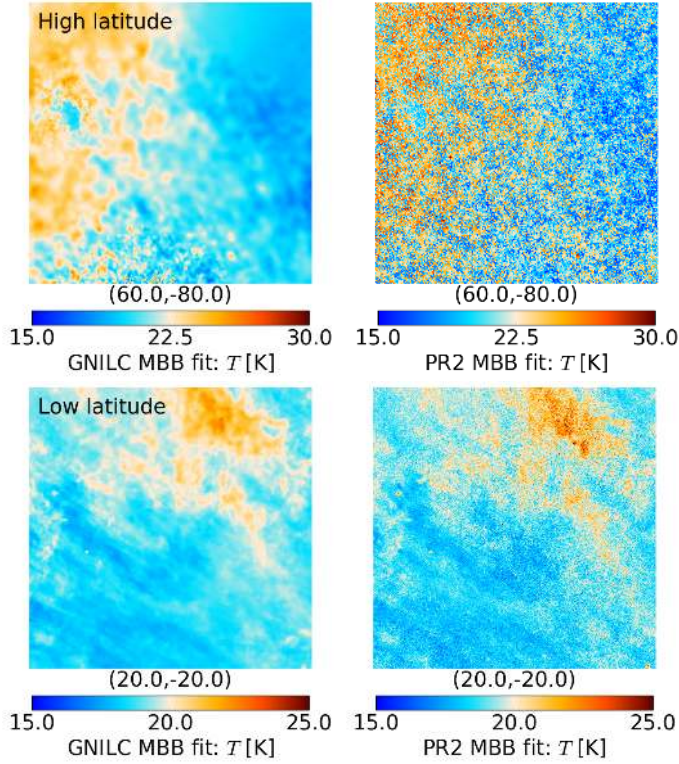 High latitude
(60.0,-80.0)
(60.0,-80.0)
15.0 22.5 30.0
15.0 22.5 30.0
GNILC MBB fit: T [K]
PR2 MBB fit: T [K]
Low latitude
(20.0,-20.0)
(20.0,-20.0)
15.0 20.0 25.0
15.0 20.0 25.0
GNILC MBB fit: T [K]
PR2 MBB fit: T [K]